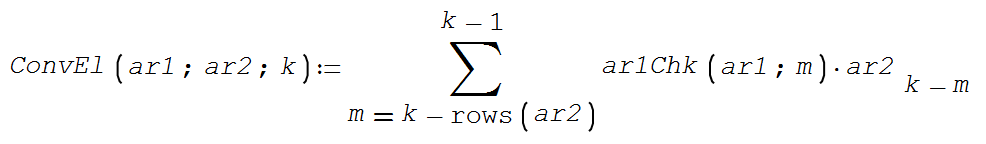 k − 1
ConvEl ( ar1 ; ar2 ; k ) := ∑ ar1Chk ( ar1 ; m ) · ar2 k − m
m = k − rows ( ar2 )